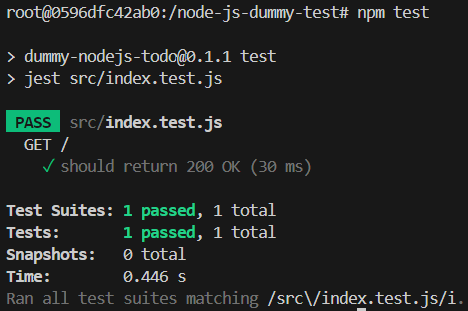 root@0596dfc42ab0:/node-js-dummy-test# npm test
> dummy-nodejs-todo@0.1.1 test
> jest src/index.test.js
PASS src/index.test.js
GET /
✓ should return 200 OK (30 ms)
Test Suites: 1 passed, 1 total
Tests: 1 passed, 1 total
Snapshots: 0 total
Time: 0.446 s
Ran all test suites matching /src\/index.test.js/i.